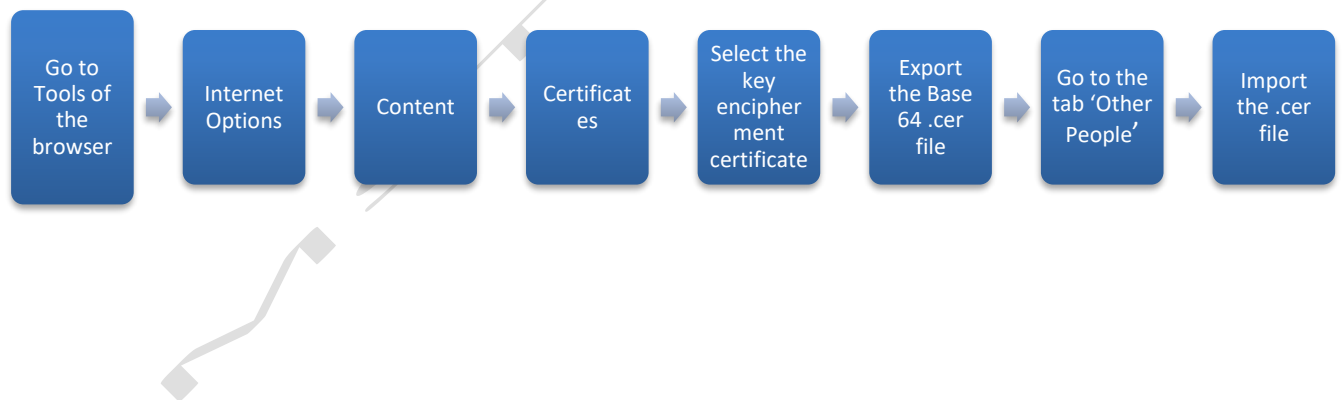 Go to
Tools of
the
browser
Internet
Options
Content
Certificat
es
Select the
key
encipher
ment
certificate
Export
the Base
64 .cer
file
Go to the
tab ‘Other
People’
Import
the .cer
file